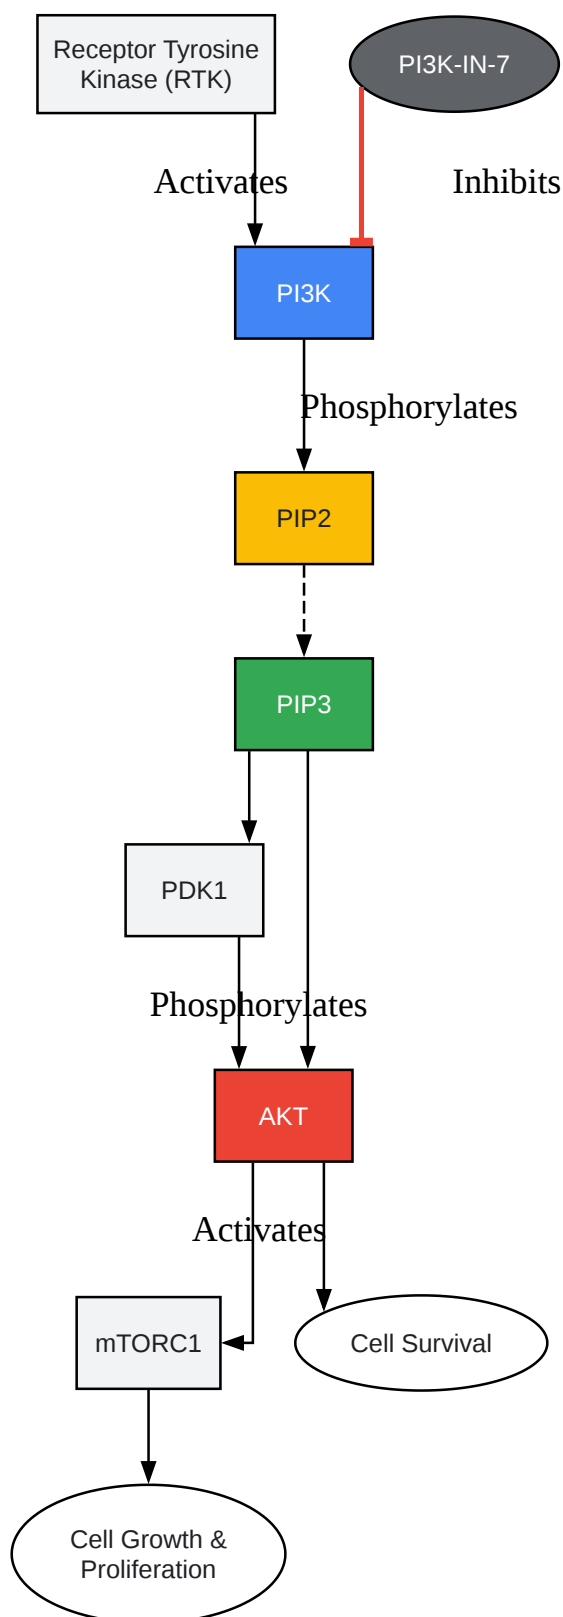 Receptor Tyrosine
Kinase (RTK)
PI3K-IN-7
Activates
Inhibits
PI3K
Phosphorylates
PIP2
PIP3
PDK1
Phosphorylates
AKT
Activates
mTORC1
Cell Survival
Cell Growth &
Proliferation